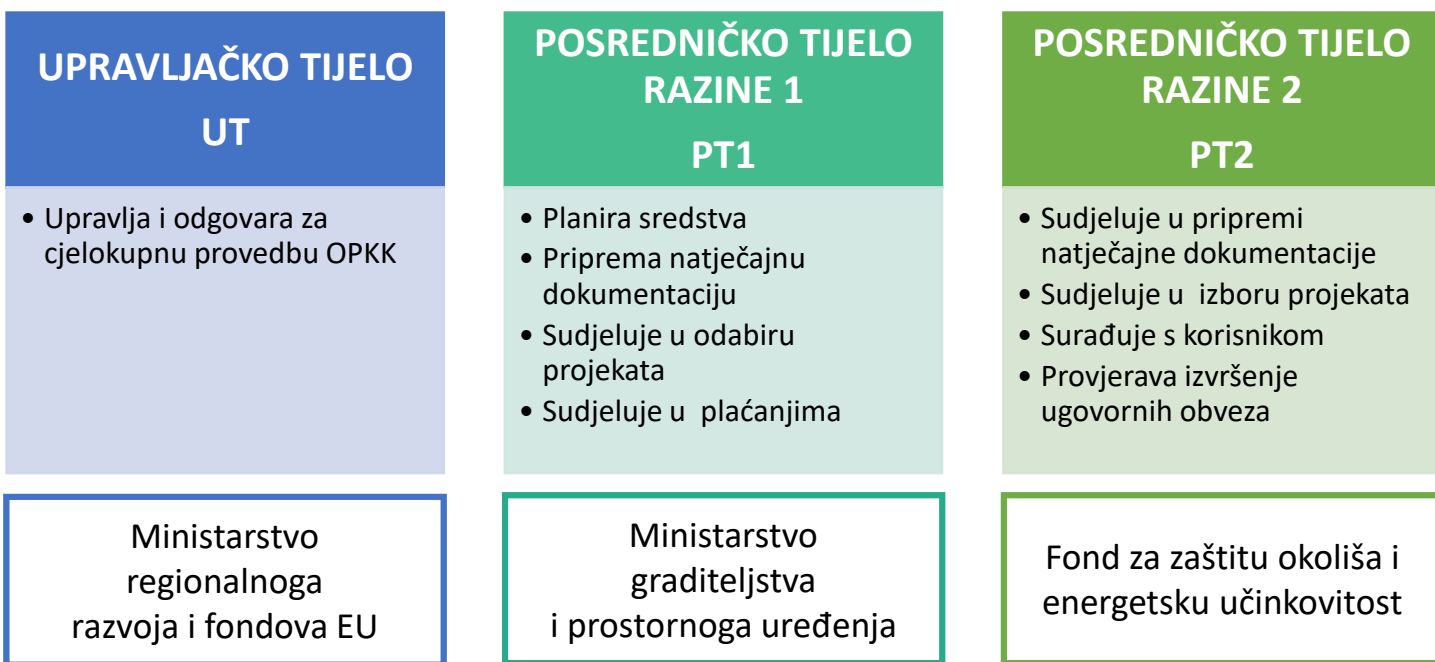 UPRAVLJAČKO TIJELO
UT
• Upravlja i odgovara za
cjelokupnu provedbu OPKK
Ministarstvo
regionalnoga
razvoja i fondova EU
POSREDNIČKO TIJELO
RAZINE 1
PT1
• Planira sredstva
• Priprema natječajnu
dokumentaciju
• Sudjeluje u odabiru
projekata
• Sudjeluje u plaćanjima
Ministarstvo
graditeljstva
i prostornoga uređenja
POSREDNIČKO TIJELO
RAZINE 2
PT2
• Sudjeluje u pripremi
natječajne dokumentacije
• Sudjeluje u izboru projekata
• Surađuje s korisnikom
• Provjerava izvršenje
ugovornih obveza
Fond za zaštitu okoliša i
energetsku učinkovitost